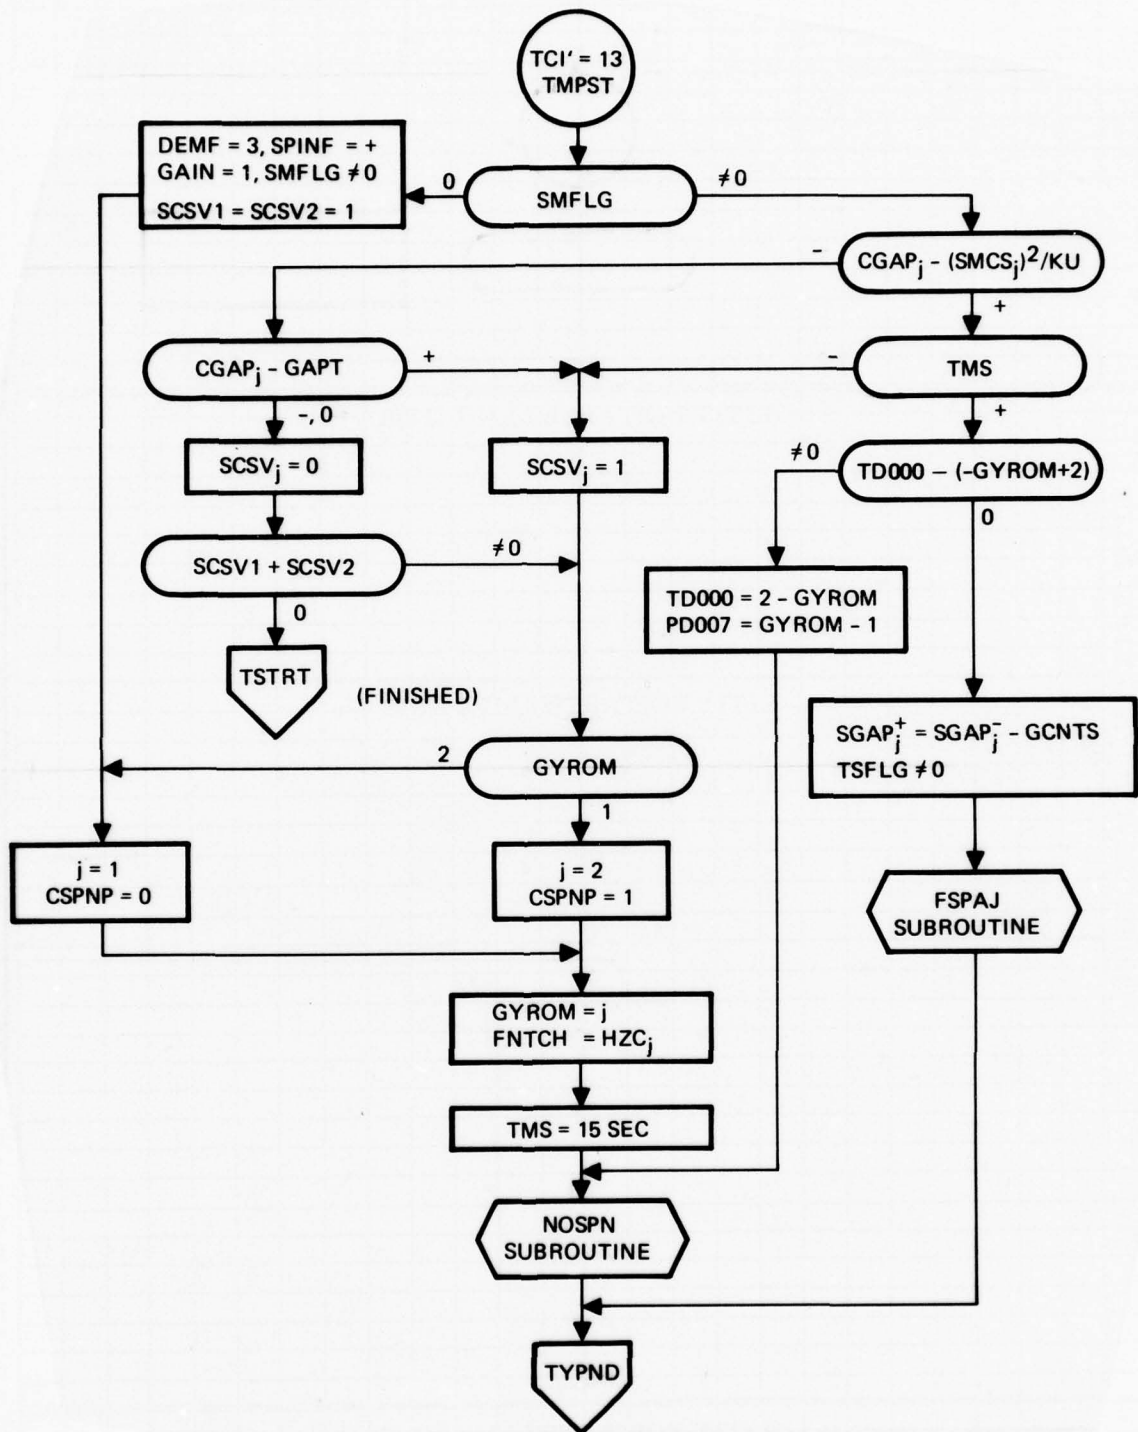 TCI' = 13
TMPST
DEMF = 3, SPINF = +
GAIN = 1, SMFLG ≠ 0
SCSV1 = SCSV2 = 1
0
SMFLG
≠0
CGAPj - (SMCSj)²/KU
-
+
CGAPj - GAPT
+
-
TMS
-, 0
+
SCSVj = 0
SCSVj = 1
≠0
TD000 — (-GYROM+2)
0
SCSV1 + SCSV2
≠0
0
TD000 = 2 - GYROM
PD007 = GYROM - 1
TSTRT
(FINISHED)
SGAPj⁺ = SGAPj⁻ - GCNTS
TSFLG ≠ 0
2
GYROM
1
j = 1
CSPNP = 0
j = 2
CSPNP = 1
FSPAJ
SUBROUTINE
GYROM = j
FNTCH = HZCj
TMS = 15 SEC
NOSPN
SUBROUTINE
TYPND